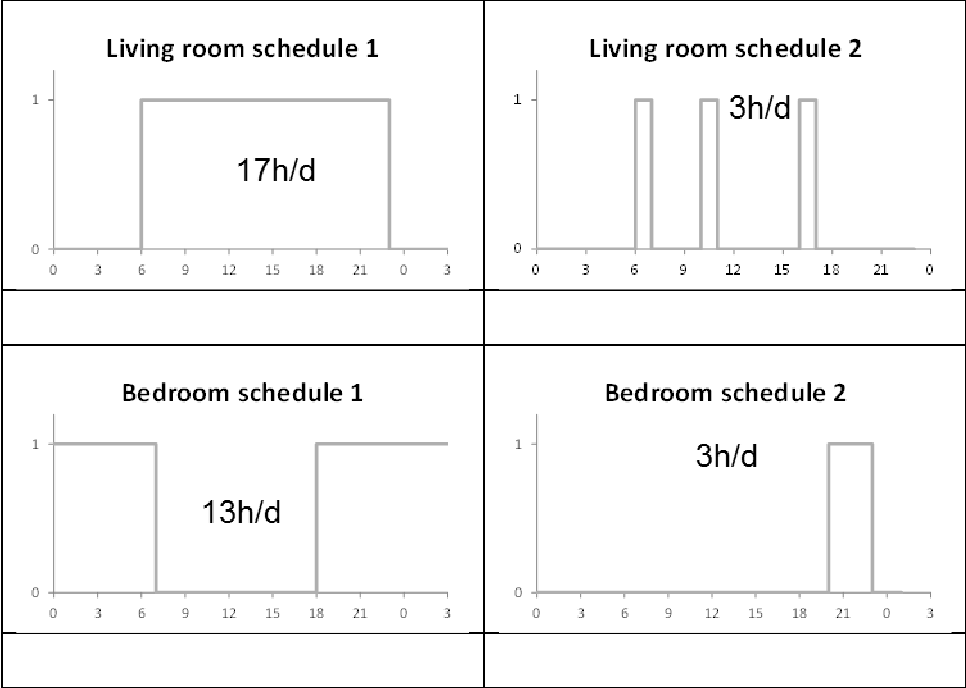 Living room schedule 1
1
17h/d
0
0 3 6 9 12 15 18 21 0 3
Living room schedule 2
1
3h/d
0
0 3 6 9 12 15 18 21 0
Bedroom schedule 1
1
13h/d
0
0 3 6 9 12 15 18 21 0 3
Bedroom schedule 2
1
3h/d
0
0 3 6 9 12 15 18 21 0 3